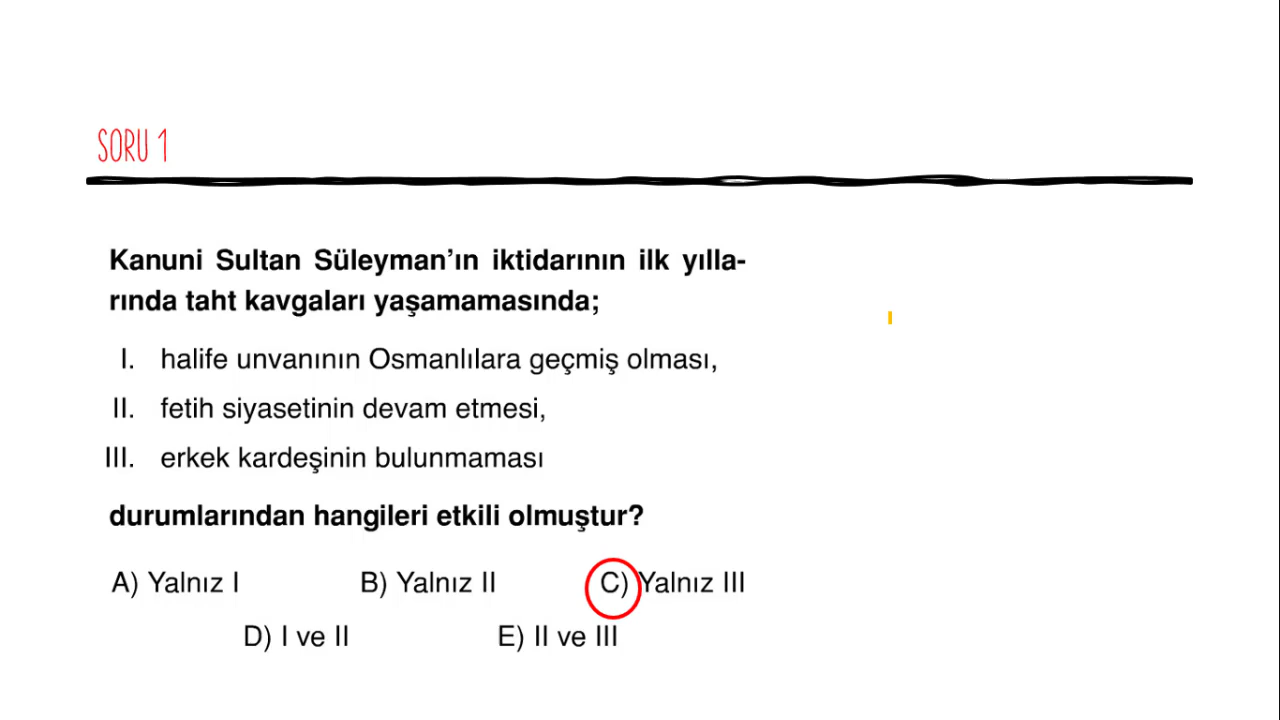 SORU 1
Kanuni Sultan Süleyman’ın iktidarının ilk yılla-
rında taht kavgaları yaşamamasında;
I. halife unvanının Osmanlılara geçmiş olması,
II. fetih siyasetinin devam etmesi,
III. erkek kardeşinin bulunmaması
durumlarından hangileri etkili olmuştur?
A) Yalnız I B) Yalnız II C) Yalnız III
D) I ve II E) II ve III